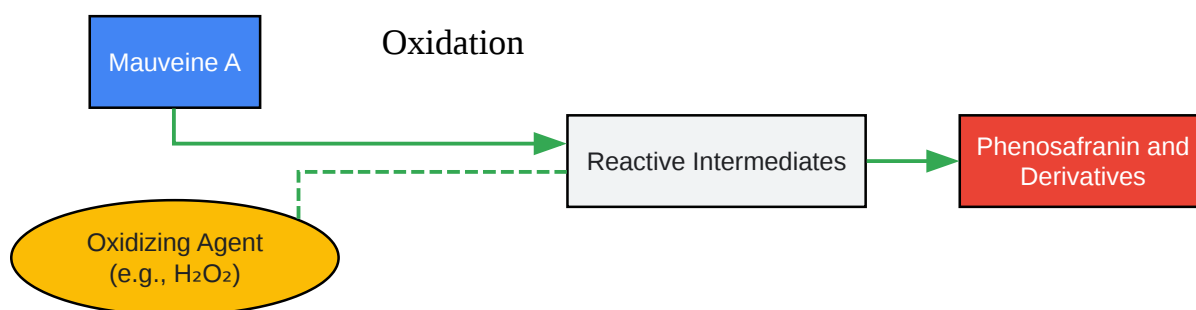 Mauveine A
Oxidation
Reactive Intermediates
Phenosafranin and
Derivatives
Oxidizing Agent
(e.g., H₂O₂)